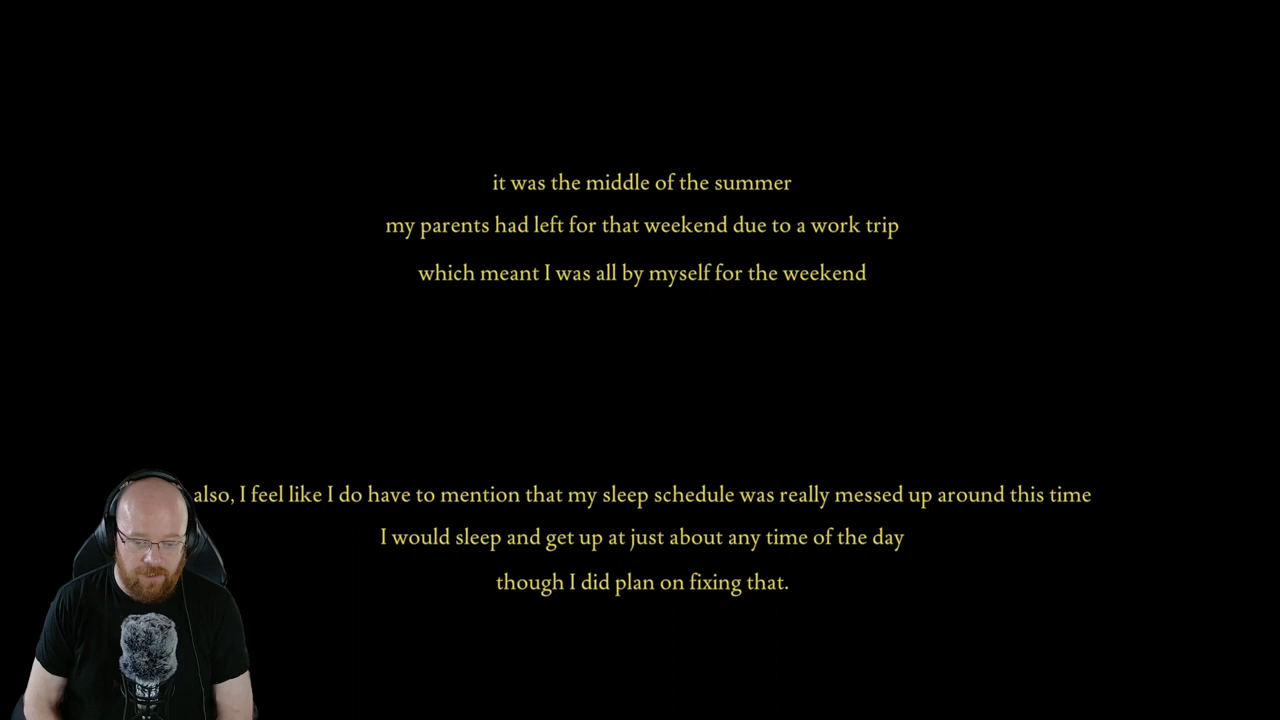 it was the middle of the summer
my parents had left for that weekend due to a work trip
which meant I was all by myself for the weekend
also, I feel like I do have to mention that my sleep schedule was really messed up around this time
I would sleep and get up at just about any time of the day
though I did plan on fixing that.